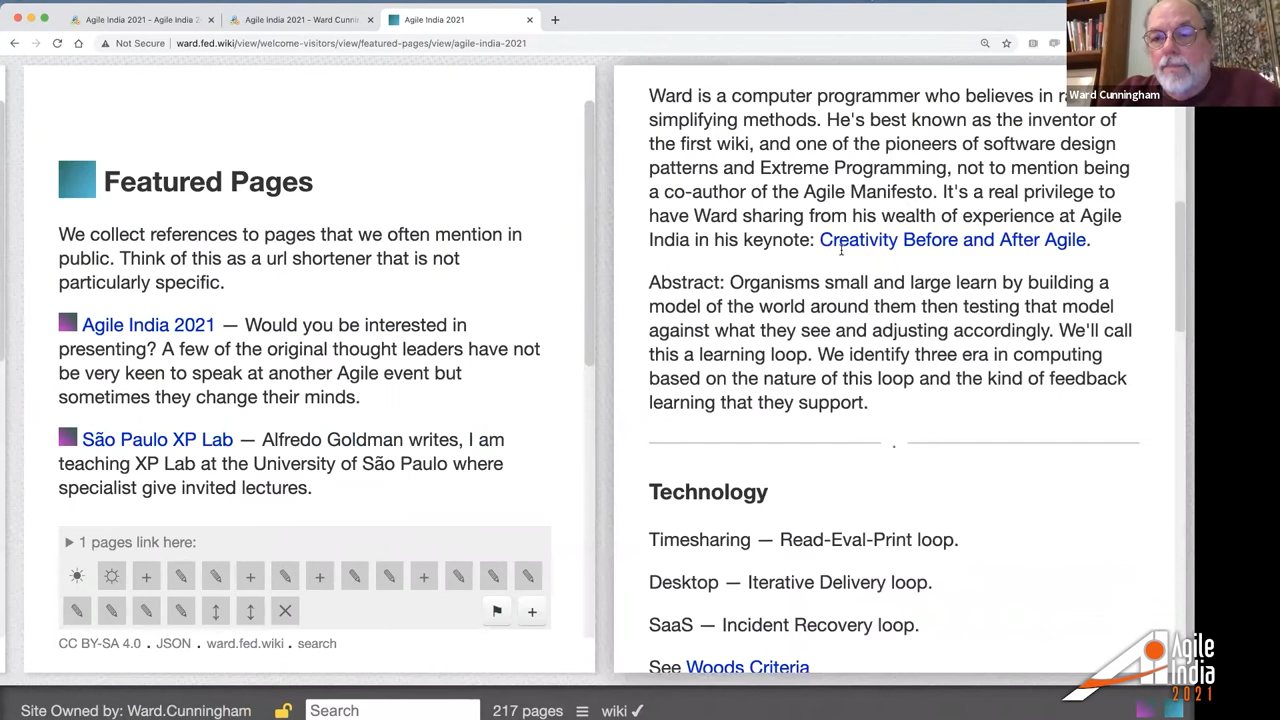 Agile India 2021 - Agile India 2
Agile India 2021 - Ward Cunnin
Agile India 2021
Not Secure
ward.fed.wiki/view/welcome-visitors/view/featured-pages/view/agile-india-2021
Ward Cunningham
Featured Pages
We collect references to pages that we often mention in
public. Think of this as a url shortener that is not
particularly specific.
Agile India 2021 — Would you be interested in
presenting? A few of the original thought leaders have not
be very keen to speak at another Agile event but
sometimes they change their minds.
São Paulo XP Lab — Alfredo Goldman writes, I am
teaching XP Lab at the University of São Paulo where
specialist give invited lectures.
1 pages link here:
CC BY-SA 4.0 . JSON . ward.fed.wiki . search
Ward is a computer programmer who believes in
simplifying methods. He's best known as the inventor of
the first wiki, and one of the pioneers of software design
patterns and Extreme Programming, not to mention being
a co-author of the Agile Manifesto. It's a real privilege to
have Ward sharing from his wealth of experience at Agile
India in his keynote: Creativity Before and After Agile.
Abstract: Organisms small and large learn by building a
model of the world around them then testing that model
against what they see and adjusting accordingly. We'll call
this a learning loop. We identify three era in computing
based on the nature of this loop and the kind of feedback
learning that they support.
Technology
Timesharing — Read-Eval-Print loop.
Desktop — Iterative Delivery loop.
SaaS — Incident Recovery loop.
See Woods Criteria
Agile
India
2021
Site Owned by: Ward.Cunningham
Search
217 pages
wiki ✓